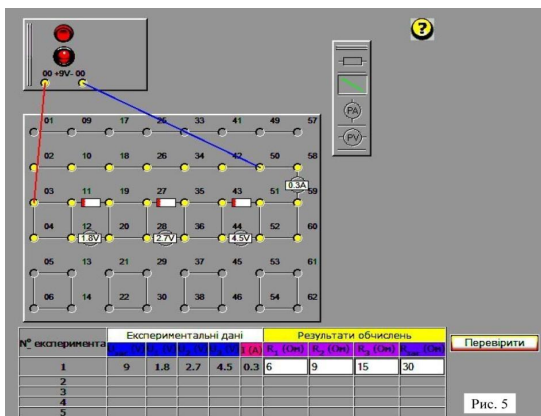 ?
00 +9V- 00
PA
PV
01 09 17 25 33 41 49 57
02 10 18 26 34 42 50 58
0.3A
03 11 19 27 35 43 51 59
04 12 20 28 36 44 52 60
1.8V 2.7V 4.5V
05 13 21 29 37 45 53 61
06 14 22 30 38 46 54 62
№ експеримента Експериментальні дані Результати обчислень
I (A) R₁ (Ом) R₂ (Ом) R₃ (Ом)
Перевірити
1 9 1.8 2.7 4.5 0.3 6 9 15 30
2
3
4
5
Рис. 5